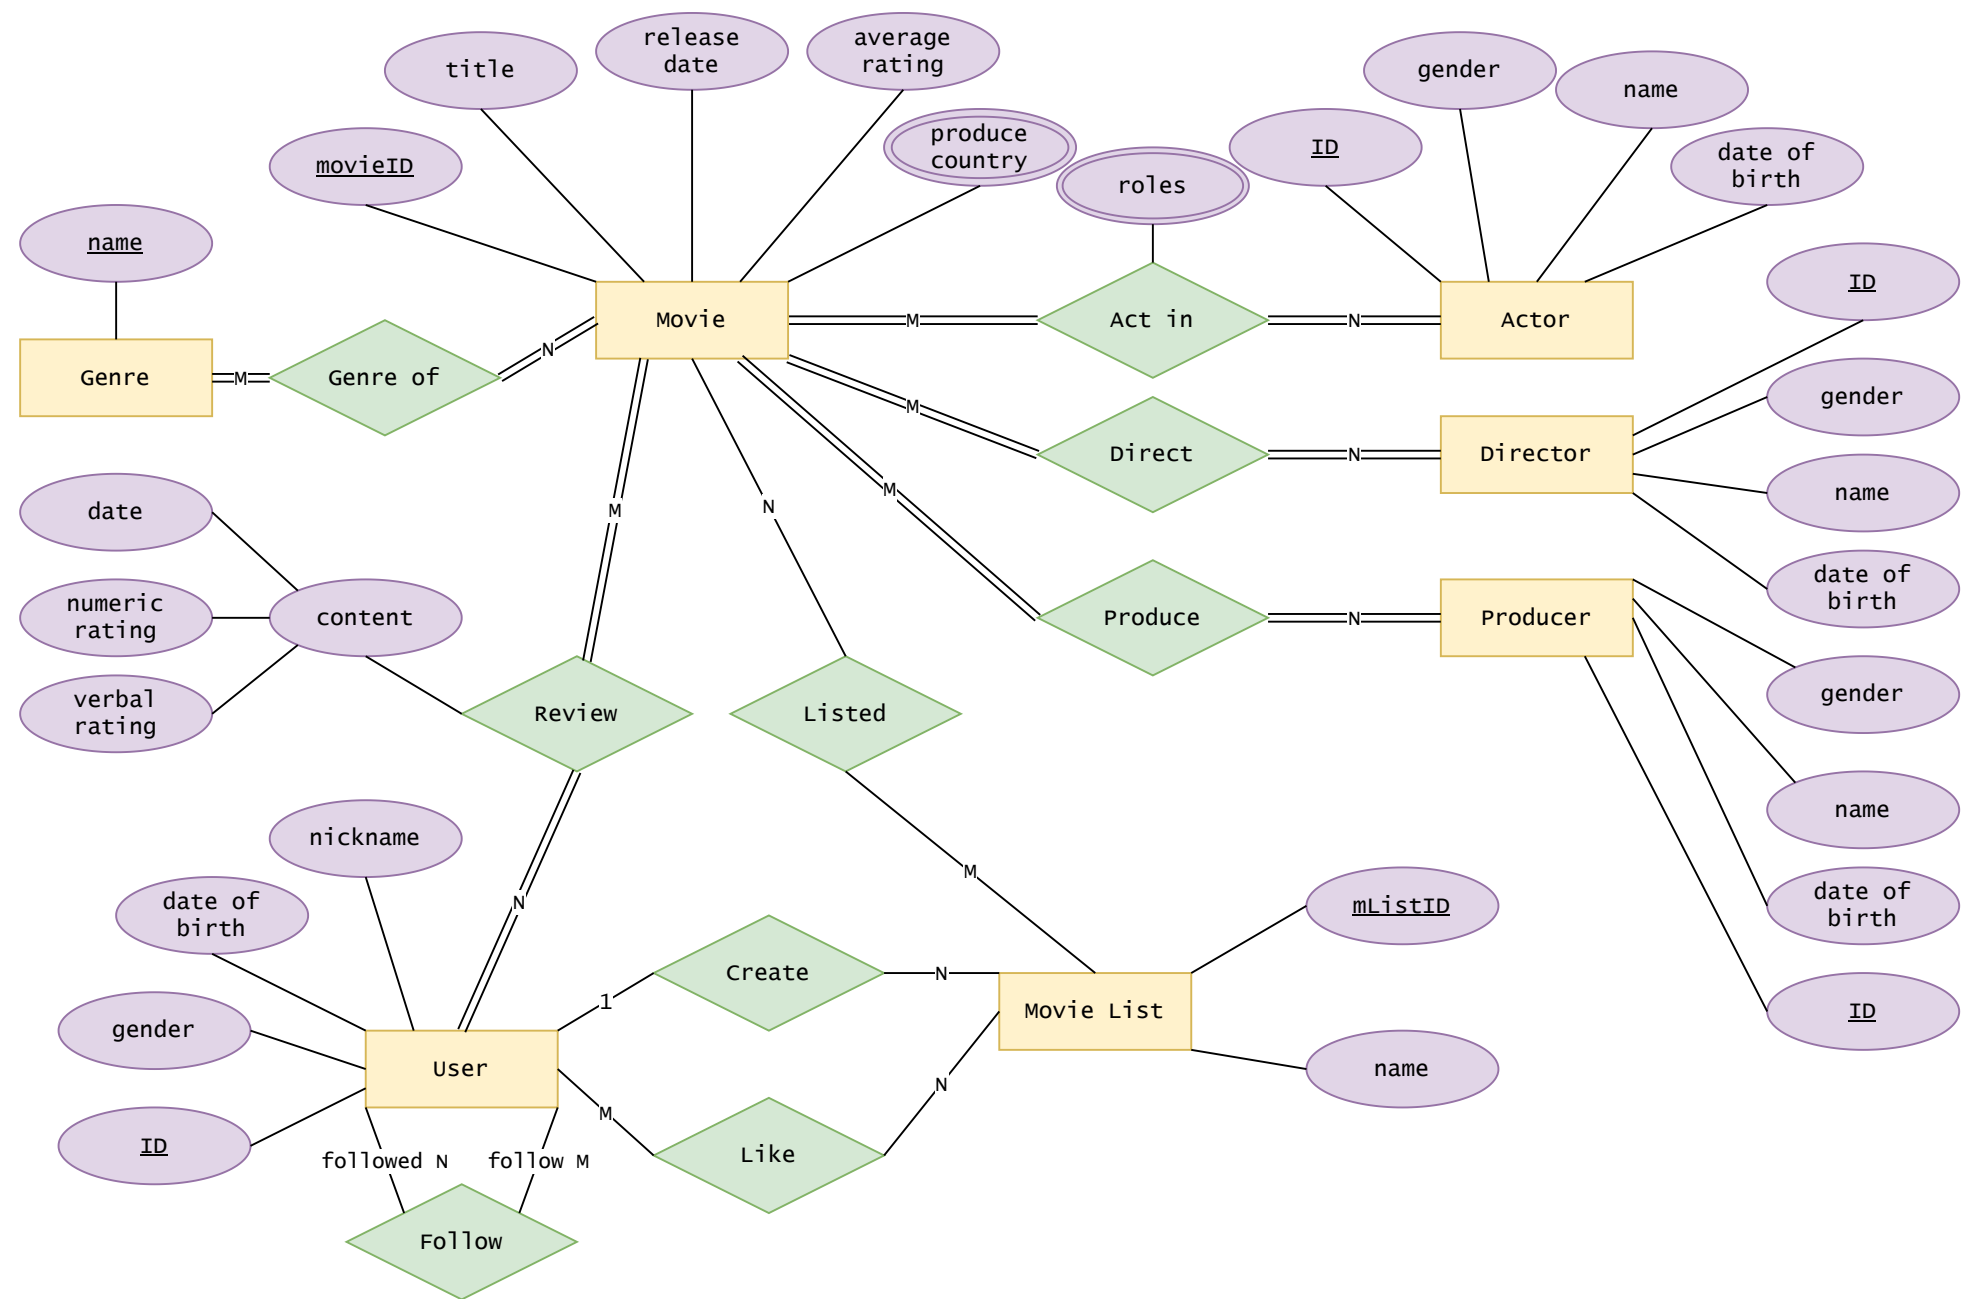 title
release
date
average
rating
gender
name
movieID
produce
country
roles
ID
date of
birth
name
ID
Movie
M
Act in
N
Actor
Genre
M
Genre of
N
M
gender
Direct
N
Director
name
date
M
N
M
date of
birth
numeric
rating
content
Produce
N
Producer
verbal
rating
Review
Listed
gender
nickname
name
M
N
date of
birth
mListID
date of
birth
Create
N
1
Movie List
gender
ID
User
name
N
M
ID
Like
followed N
follow M
Follow